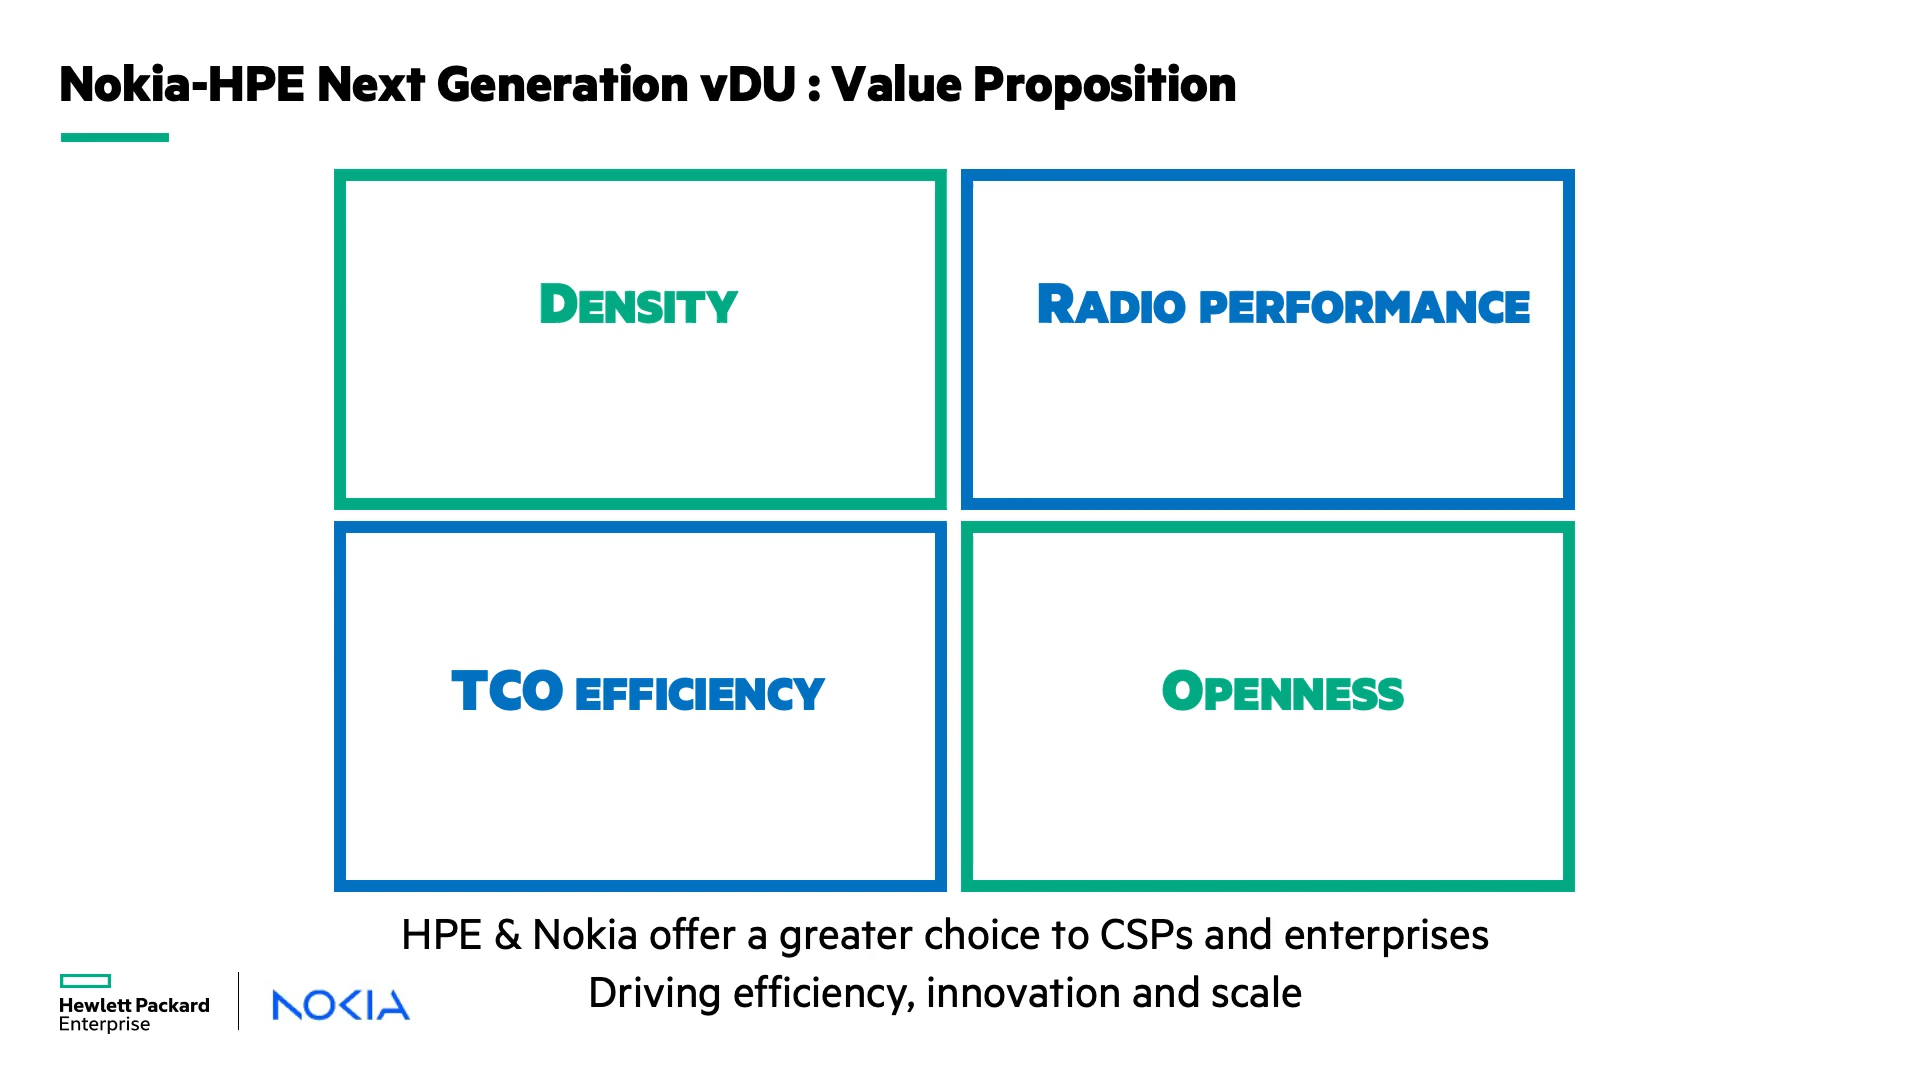 Nokia-HPE Next Generation vDU : Value Proposition
Density
Radio performance
TCO efficiency
Openness
HPE & Nokia offer a greater choice to CSPs and enterprises
Driving efficiency, innovation and scale
Hewlett Packard
Enterprise
NOKIA